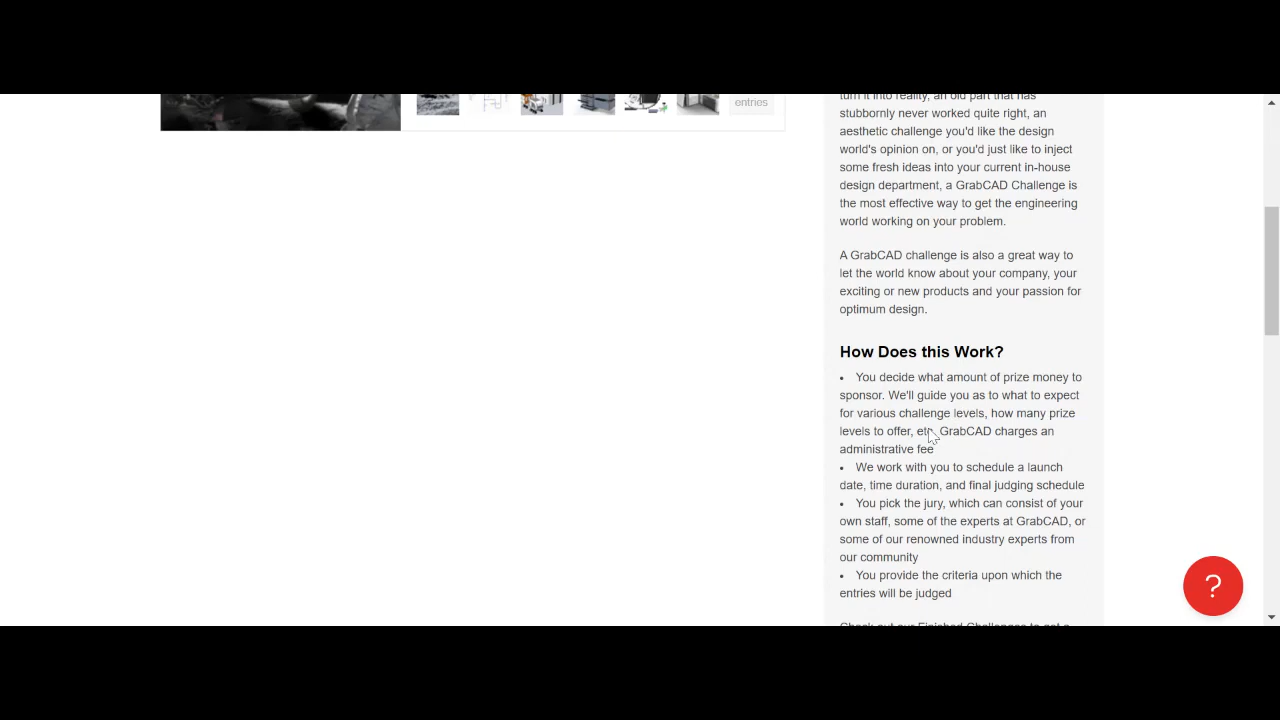 entries
turn it into reality, an old part that has
stubbornly never worked quite right, an
aesthetic challenge you'd like the design
world's opinion on, or you'd just like to inject
some fresh ideas into your current in-house
design department, a GrabCAD Challenge is
the most effective way to get the engineering
world working on your problem.
A GrabCAD challenge is also a great way to
let the world know about your company, your
exciting or new products and your passion for
optimum design.
How Does this Work?
• You decide what amount of prize money to
sponsor. We'll guide you as to what to expect
for various challenge levels, how many prize
levels to offer, etc. GrabCAD charges an
administrative fee
• We work with you to schedule a launch
date, time duration, and final judging schedule
• You pick the jury, which can consist of your
own staff, some of the experts at GrabCAD, or
some of our renowned industry experts from
our community
• You provide the criteria upon which the
entries will be judged
Check out our Finished Challenges to get a
?